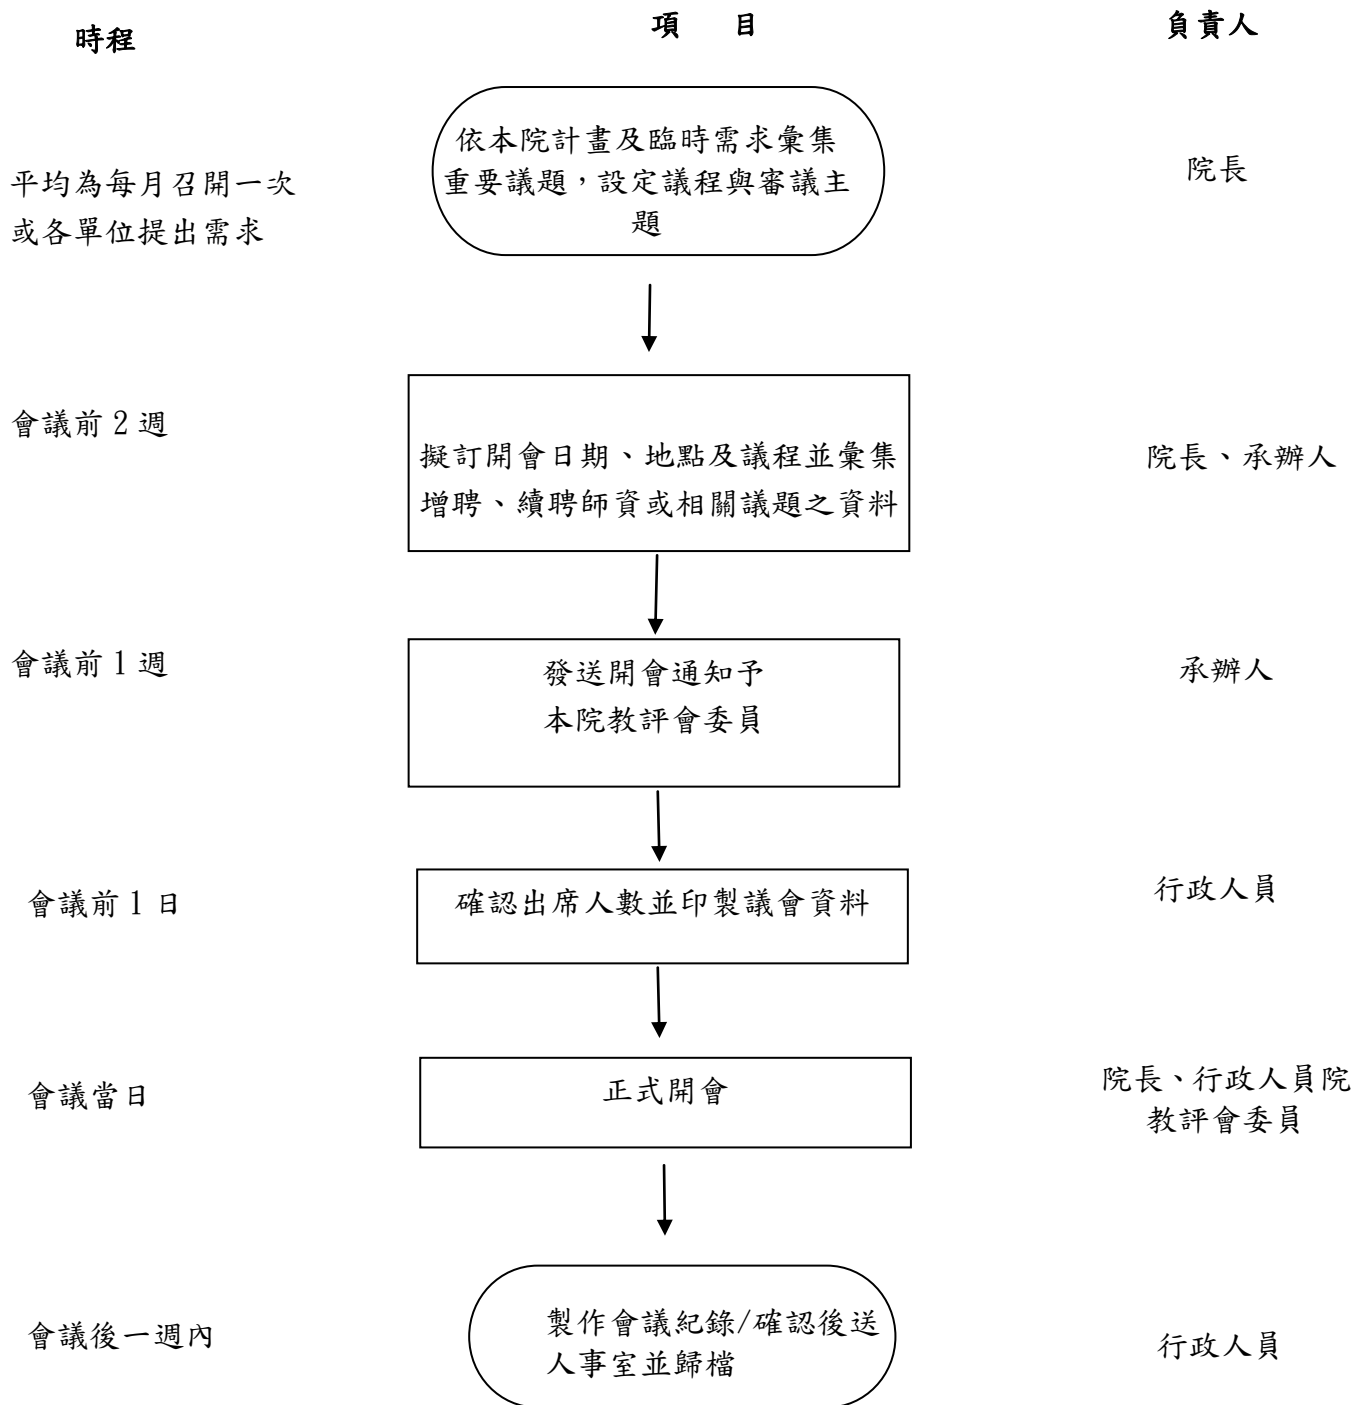 時程
項 目
負責人
平均為每月召開一次
或各單位提出需求
依本院計畫及臨時需求彙集
重要議題，設定議程與審議主
題
院長
會議前2週
擬訂開會日期、地點及議程並彙集
增聘、續聘師資或相關議題之資料
院長、承辦人
會議前1週
發送開會通知予
本院教評會委員
承辦人
會議前1日
確認出席人數並印製議會資料
行政人員
會議當日
正式開會
院長、行政人員院
教評會委員
會議後一週內
製作會議紀錄/確認後送
人事室並歸檔
行政人員